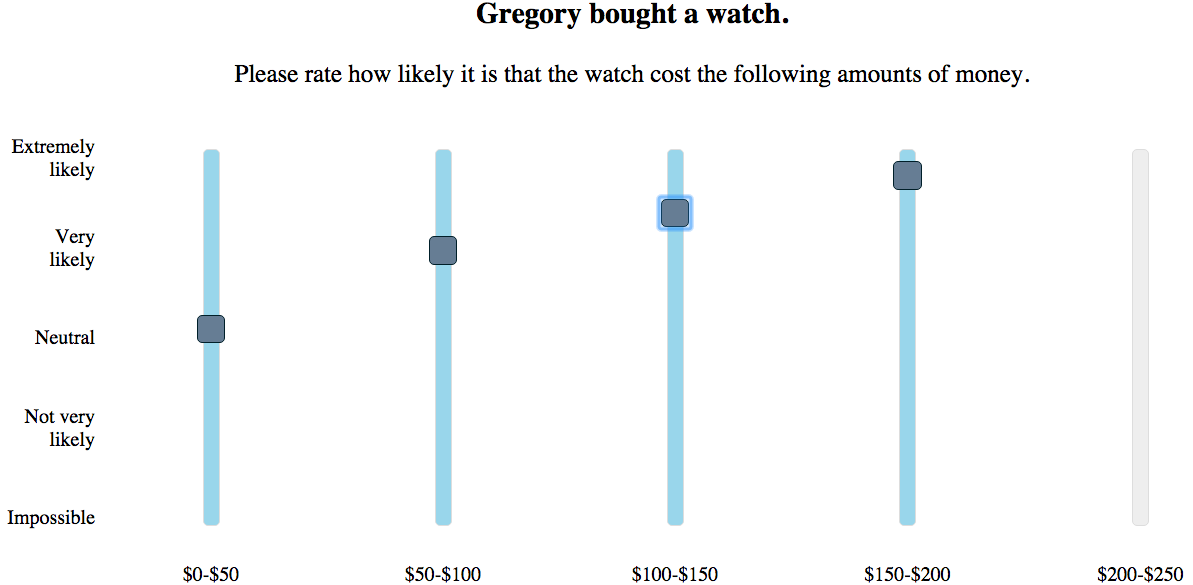 Gregory bought a watch.
Please rate how likely it is that the watch cost the following amounts of money.
Extremely
likely
Very
likely
Neutral
Not very
likely
Impossible
$0-$50 $50-$100 $100-$150 $150-$200 $200-$250